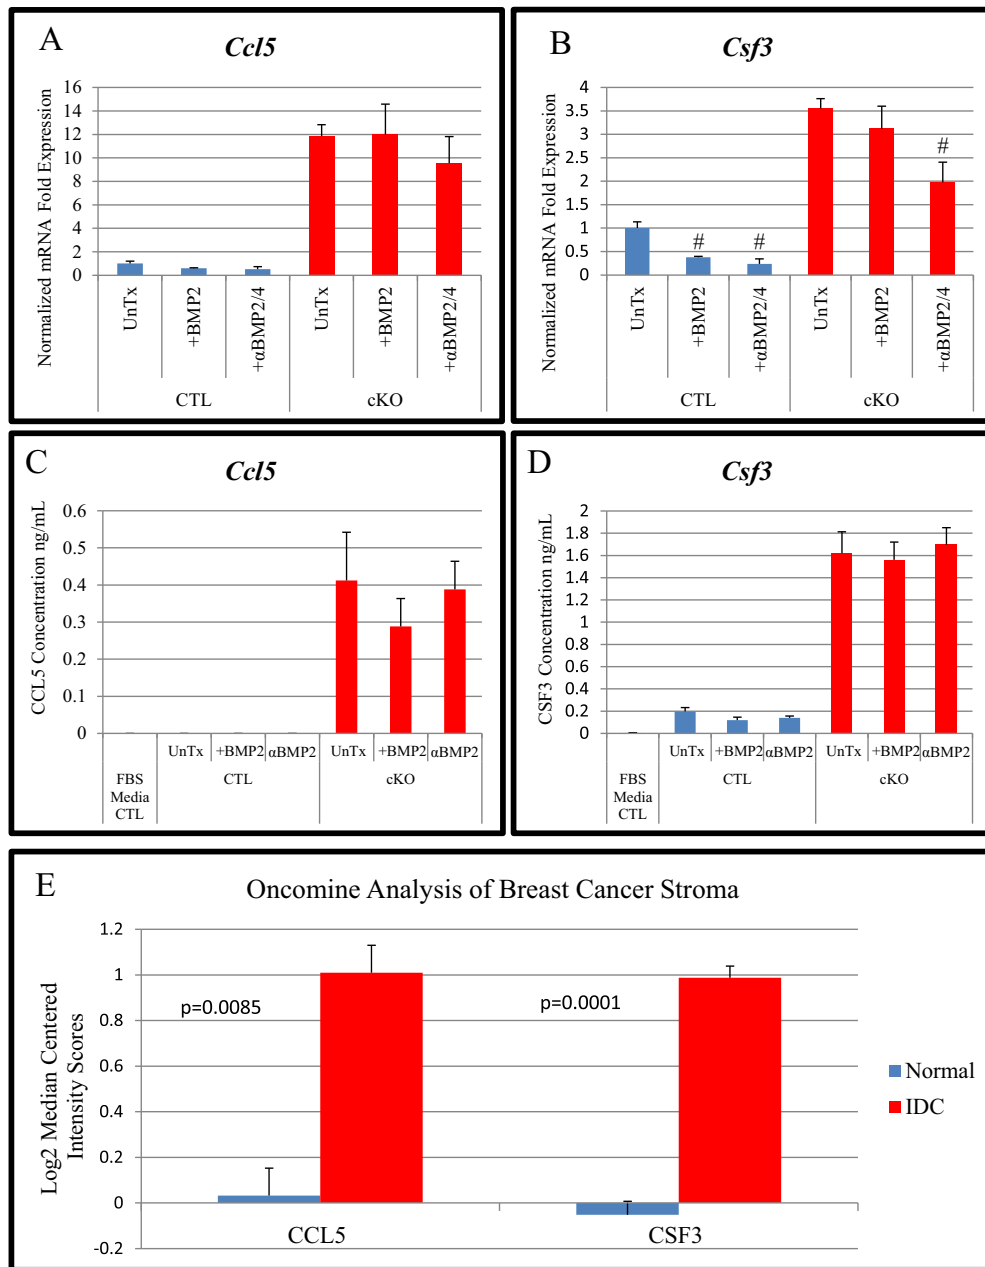 A
Ccl5
Normalized mRNA Fold Expression
16
14
12
10
8
6
4
2
0
UnTx
+BMP2
+αBMP2/4
UnTx
+BMP2
+αBMP2/4
CTL
cKO
B
Csf3
Normalized mRNA Fold Expression
4
3.5
3
2.5
2
1.5
1
0.5
0
#
#
#
UnTx
+BMP2
+αBMP2/4
UnTx
+BMP2
+αBMP2/4
CTL
cKO
C
Ccl5
CCL5 Concentration ng/mL
0.6
0.5
0.4
0.3
0.2
0.1
0
UnTx
+BMP2
αBMP2
UnTx
+BMP2
αBMP2
FBS
Media
CTL
CTL
cKO
D
Csf3
CSF3 Concentration ng/mL
2
1.8
1.6
1.4
1.2
1
0.8
0.6
0.4
0.2
0
UnTx
+BMP2
αBMP2
UnTx
+BMP2
αBMP2
FBS
Media
CTL
CTL
cKO
E
Oncomine Analysis of Breast Cancer Stroma
Log2 Median Centered
Intensity Scores
1.2
1
0.8
0.6
0.4
0.2
0
-0.2
p=0.0085
p=0.0001
CCL5
CSF3
Normal
IDC